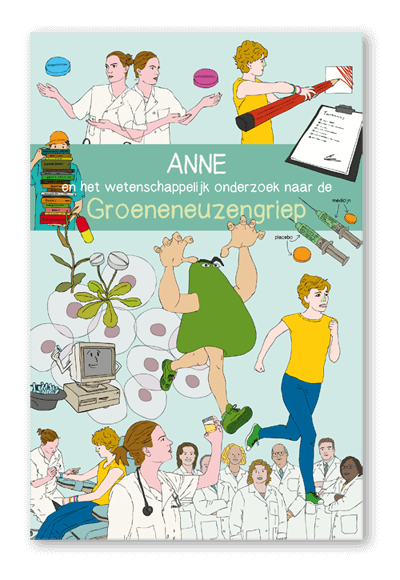 ANNE
en het wetenschappelijk onderzoek naar de
Groeneneuzengriep
medicijn
placebo